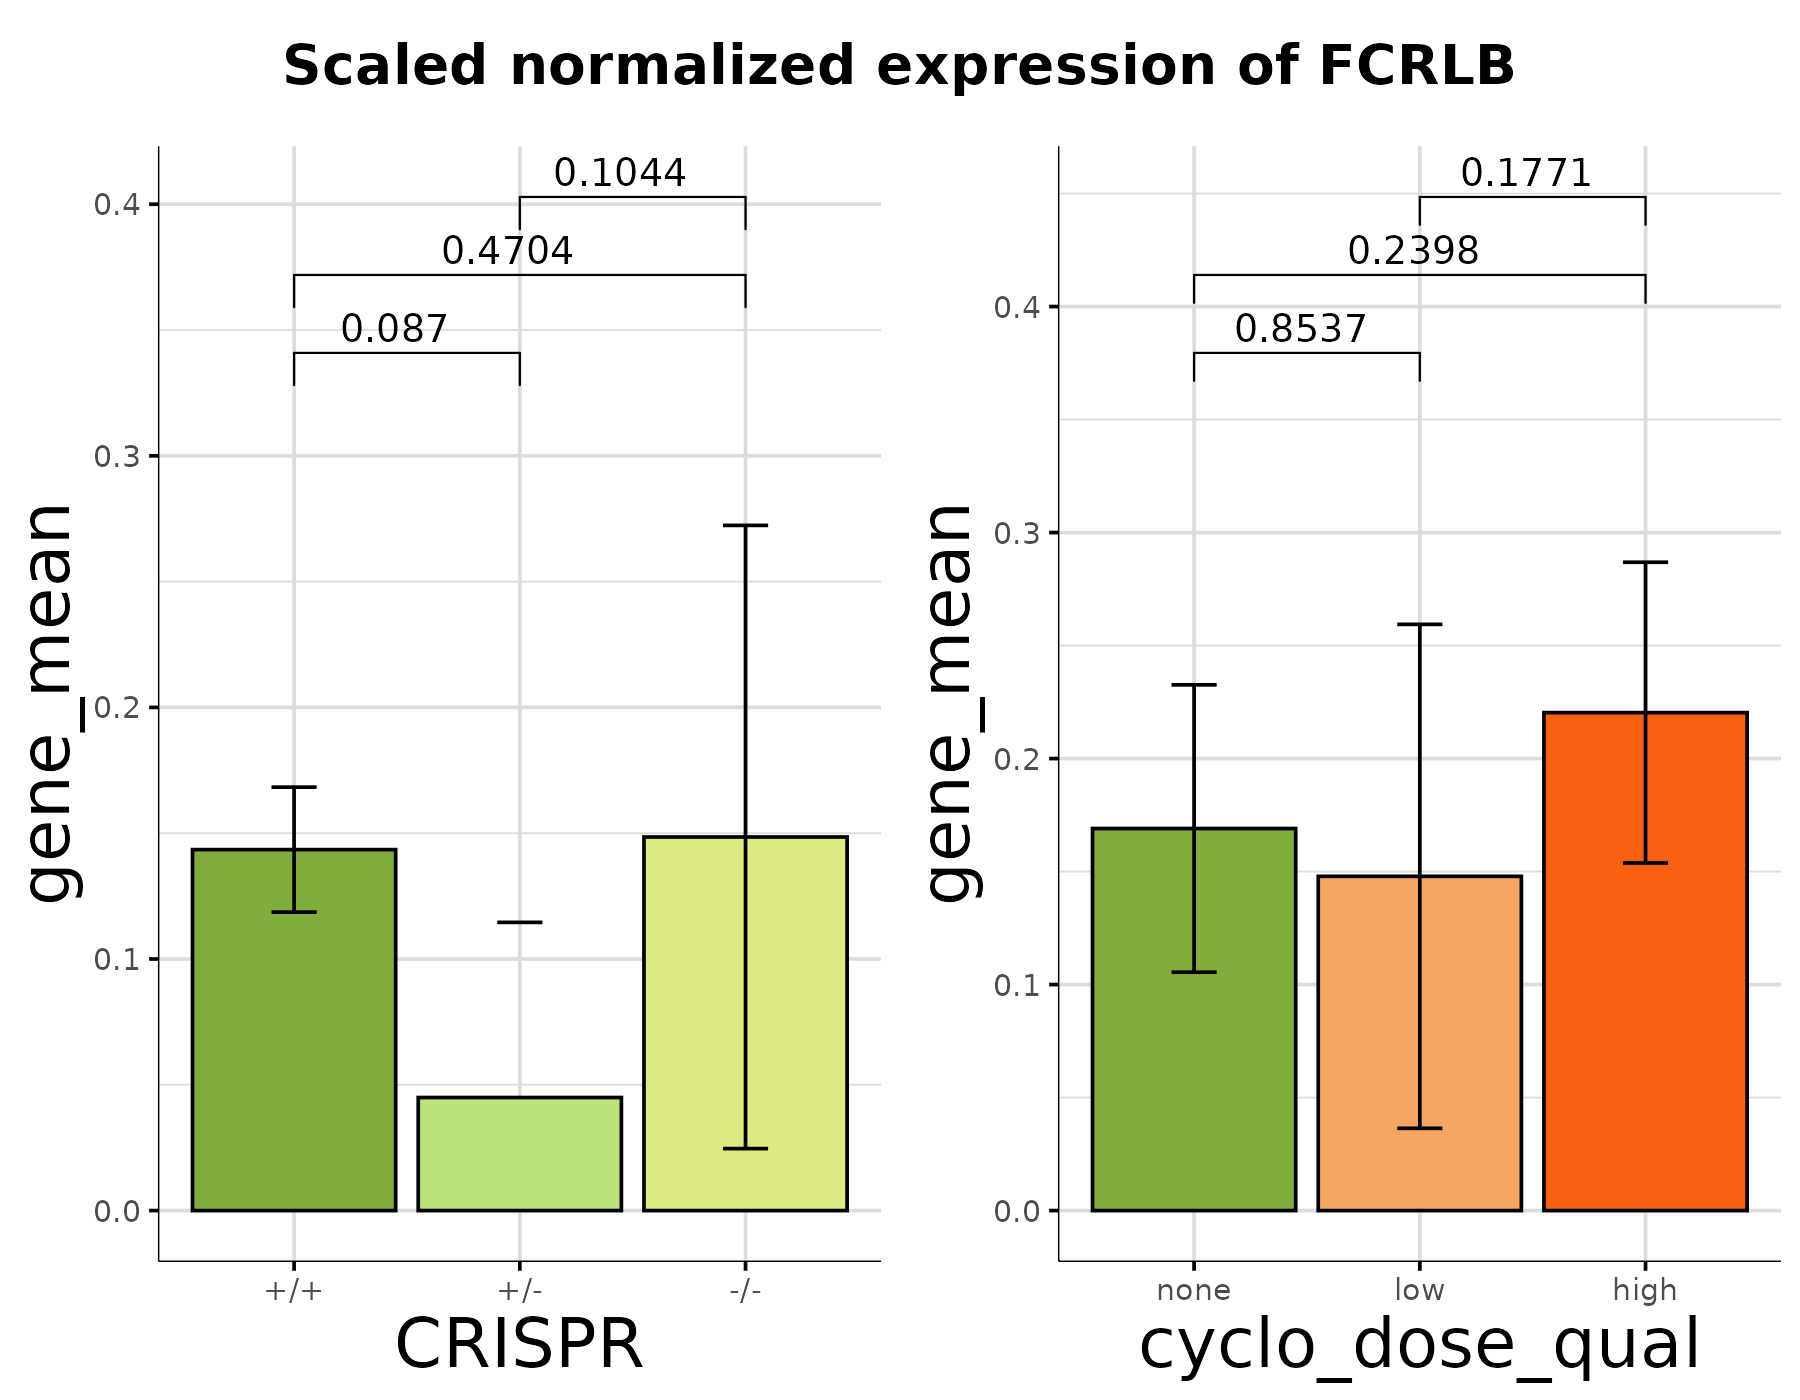 Scaled normalized expression of FCRLB
gene_mean
0.4
0.3
0.2
0.1
0.0
0.1044
0.4704
0.087
+/+
+/-
-/-
CRISPR
gene_mean
0.4
0.3
0.2
0.1
0.0
0.1771
0.2398
0.8537
none
low
high
cyclo_dose_qual